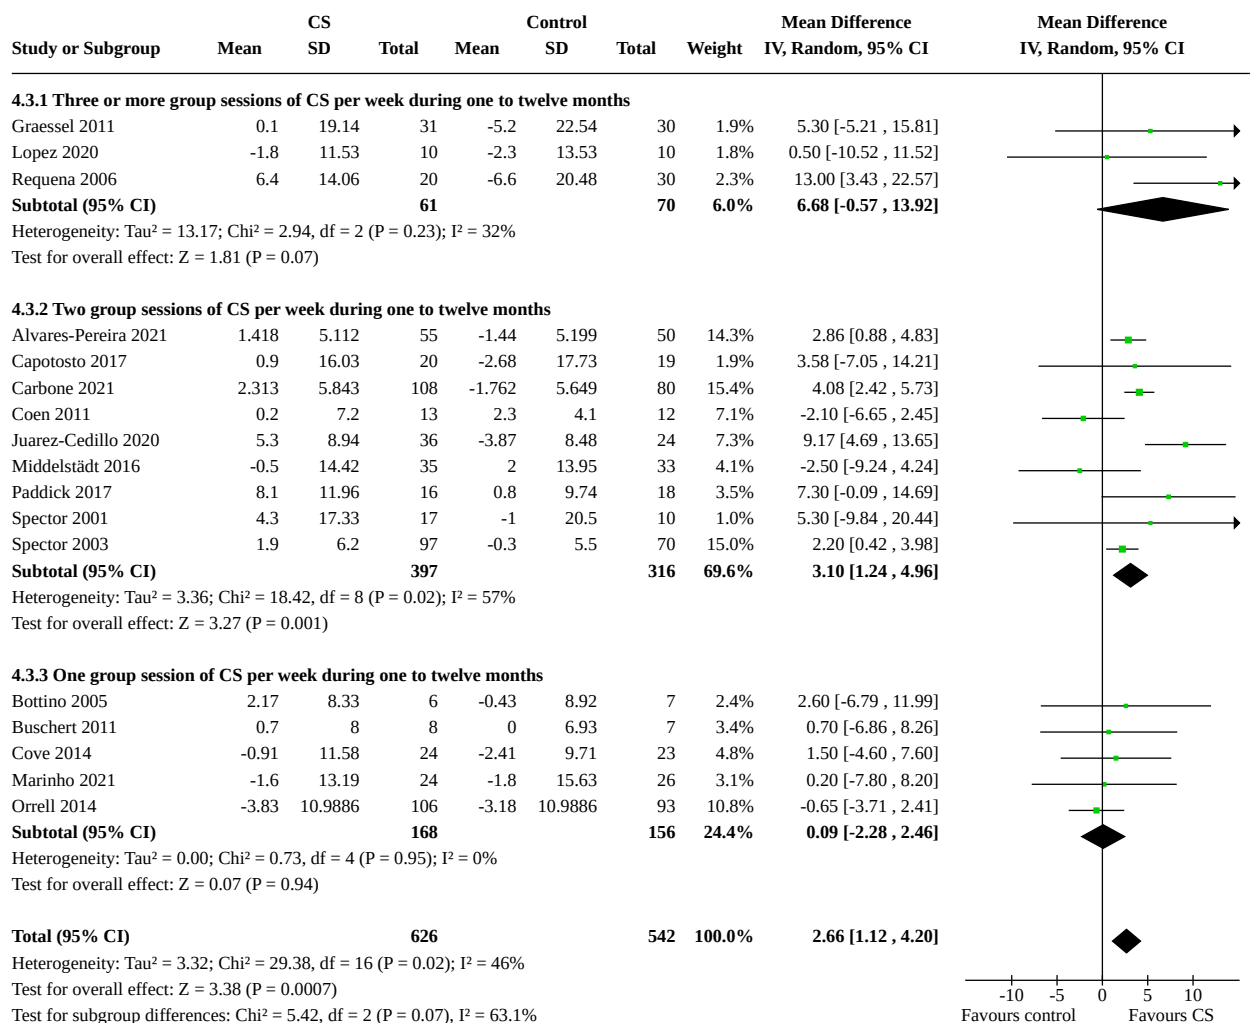 CS Control Mean Difference Mean Difference
Study or Subgroup Mean SD Total Mean SD Total Weight IV, Random, 95% CI IV, Random, 95% CI
4.3.1 Three or more group sessions of CS per week during one to twelve months
Graessel 2011 0.1 19.14 31 -5.2 22.54 30 1.9% 5.30 [-5.21 , 15.81]
Lopez 2020 -1.8 11.53 10 -2.3 13.53 10 1.8% 0.50 [-10.52 , 11.52]
Requena 2006 6.4 14.06 20 -6.6 20.48 30 2.3% 13.00 [3.43 , 22.57]
Subtotal (95% CI) 61 70 6.0% 6.68 [-0.57 , 13.92]
Heterogeneity: Tau² = 13.17; Chi² = 2.94, df = 2 (P = 0.23); I² = 32%
Test for overall effect: Z = 1.81 (P = 0.07)
4.3.2 Two group sessions of CS per week during one to twelve months
Alvares-Pereira 2021 1.418 5.112 55 -1.44 5.199 50 14.3% 2.86 [0.88 , 4.83]
Capotosto 2017 0.9 16.03 20 -2.68 17.73 19 1.9% 3.58 [-7.05 , 14.21]
Carbone 2021 2.313 5.843 108 -1.762 5.649 80 15.4% 4.08 [2.42 , 5.73]
Coen 2011 0.2 7.2 13 2.3 4.1 12 7.1% -2.10 [-6.65 , 2.45]
Juarez-Cedillo 2020 5.3 8.94 36 -3.87 8.48 24 7.3% 9.17 [4.69 , 13.65]
Middelstädt 2016 -0.5 14.42 35 2 13.95 33 4.1% -2.50 [-9.24 , 4.24]
Paddick 2017 8.1 11.96 16 0.8 9.74 18 3.5% 7.30 [-0.09 , 14.69]
Spector 2001 4.3 17.33 17 -1 20.5 10 1.0% 5.30 [-9.84 , 20.44]
Spector 2003 1.9 6.2 97 -0.3 5.5 70 15.0% 2.20 [0.42 , 3.98]
Subtotal (95% CI) 397 316 69.6% 3.10 [1.24 , 4.96]
Heterogeneity: Tau² = 3.36; Chi² = 18.42, df = 8 (P = 0.02); I² = 57%
Test for overall effect: Z = 3.27 (P = 0.001)
4.3.3 One group session of CS per week during one to twelve months
Bottino 2005 2.17 8.33 6 -0.43 8.92 7 2.4% 2.60 [-6.79 , 11.99]
Buschert 2011 0.7 8 8 0 6.93 7 3.4% 0.70 [-6.86 , 8.26]
Cove 2014 -0.91 11.58 24 -2.41 9.71 23 4.8% 1.50 [-4.60 , 7.60]
Marinho 2021 -1.6 13.19 24 -1.8 15.63 26 3.1% 0.20 [-7.80 , 8.20]
Orrell 2014 -3.83 10.9886 106 -3.18 10.9886 93 10.8% -0.65 [-3.71 , 2.41]
Subtotal (95% CI) 168 156 24.4% 0.09 [-2.28 , 2.46]
Heterogeneity: Tau² = 0.00; Chi² = 0.73, df = 4 (P = 0.95); I² = 0%
Test for overall effect: Z = 0.07 (P = 0.94)
Total (95% CI) 626 542 100.0% 2.66 [1.12 , 4.20]
Heterogeneity: Tau² = 3.32; Chi² = 29.38, df = 16 (P = 0.02); I² = 46%
Test for overall effect: Z = 3.38 (P = 0.0007)
Test for subgroup differences: Chi² = 5.42, df = 2 (P = 0.07), I² = 63.1%
-10 -5 0 5 10
Favours control Favours CS